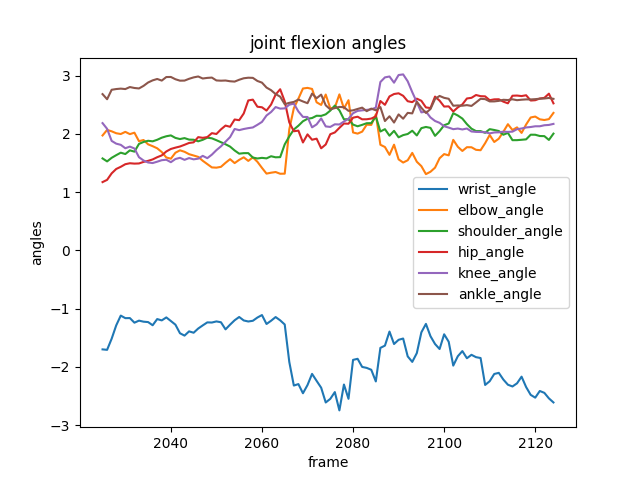 joint flexion angles
3
2
1
0
−1
−2
−3
angles
wrist_angle
elbow_angle
shoulder_angle
hip_angle
knee_angle
ankle_angle
2040 2060 2080 2100 2120
frame